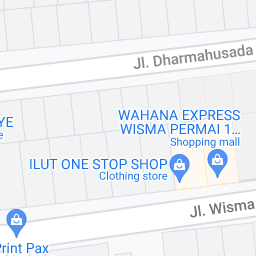 Jl. Dharmahusada
YE
e
WAHANA EXPRESS
WISMA PERMAI 1...
Shopping mall
ILUT ONE STOP SHOP
Clothing store
Jl. Wisma
Print Pax